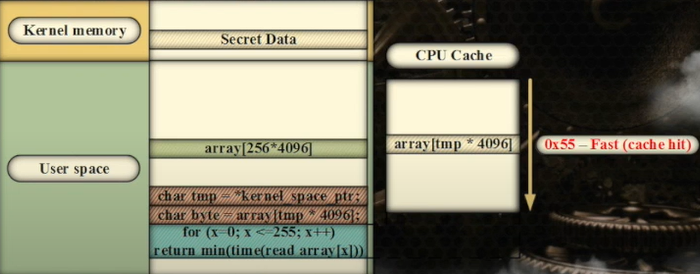 Kernel memory
Secret Data
CPU Cache
array[256*4096]
array[tmp * 4096]
0x55 – Fast (cache hit)
User space
char tmp = *kernel_space_ptr;
char byte = array[tmp * 4096];
for (x=0; x <=255; x++)
return min(time(read array[x]))